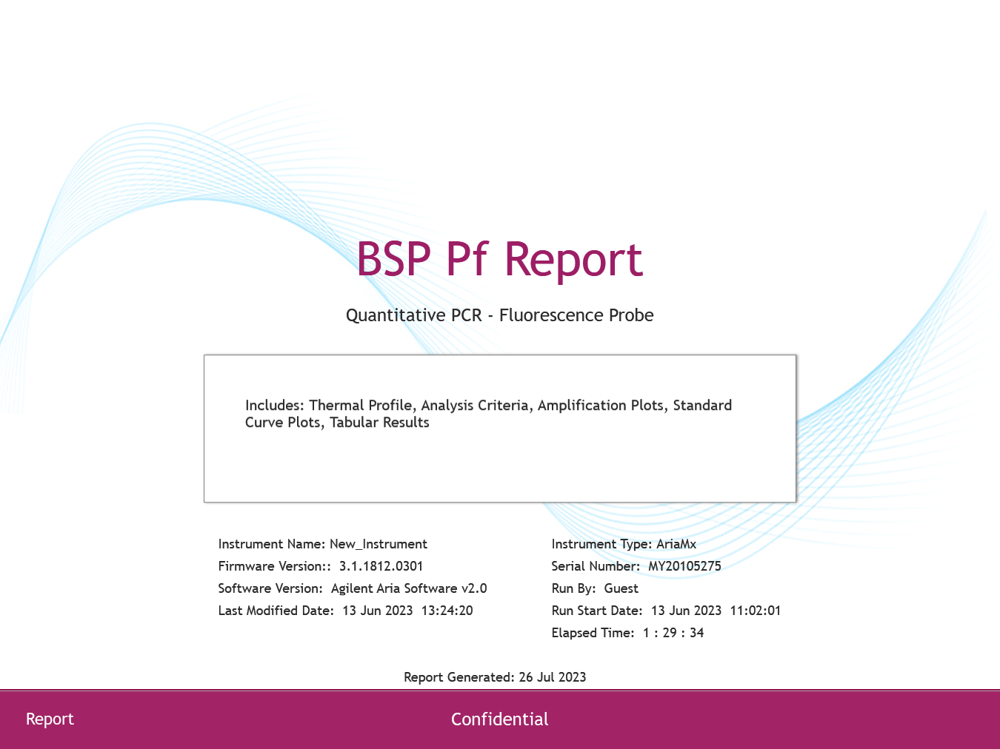 BSP Pf Report
Quantitative PCR - Fluorescence Probe
Includes: Thermal Profile, Analysis Criteria, Amplification Plots, Standard
Curve Plots, Tabular Results
Instrument Name: New_Instrument
Firmware Version::  3.1.1812.0301
Software Version:  Agilent Aria Software v2.0
Last Modified Date:  13 Jun 2023  13:24:20
Instrument Type: AriaMx
Serial Number:  MY20105275
Run By:  Guest
Run Start Date:  13 Jun 2023  11:02:01
Elapsed Time:  1 : 29 : 34
Report Generated: 26 Jul 2023
Report
Confidential